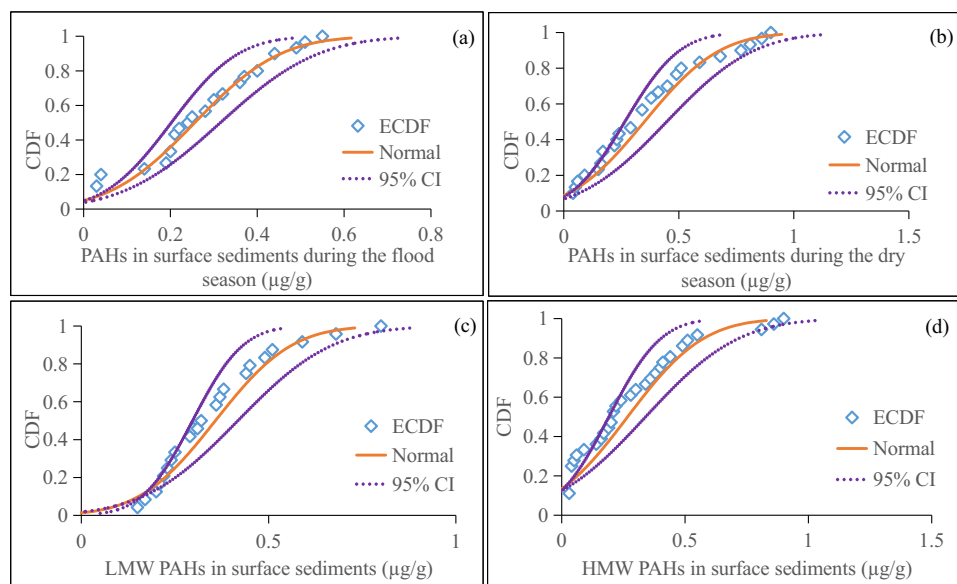 (a)
1
0.8
0.6
0.4
0.2
0
CDF
ECDF
Normal
95% CI
0 0.2 0.4 0.6 0.8
PAHs in surface sediments during the flood
season (µg/g)
(b)
1
0.8
0.6
0.4
0.2
0
CDF
ECDF
Normal
95% CI
0 0.5 1 1.5
PAHs in surface sediments during the dry
season (µg/g)
(c)
1
0.8
0.6
0.4
0.2
0
CDF
ECDF
Normal
95% CI
0 0.5 1
LMW PAHs in surface sediments (µg/g)
(d)
1
0.8
0.6
0.4
0.2
0
CDF
ECDF
Normal
95% CI
0 0.5 1 1.5
HMW PAHs in surface sediments (µg/g)